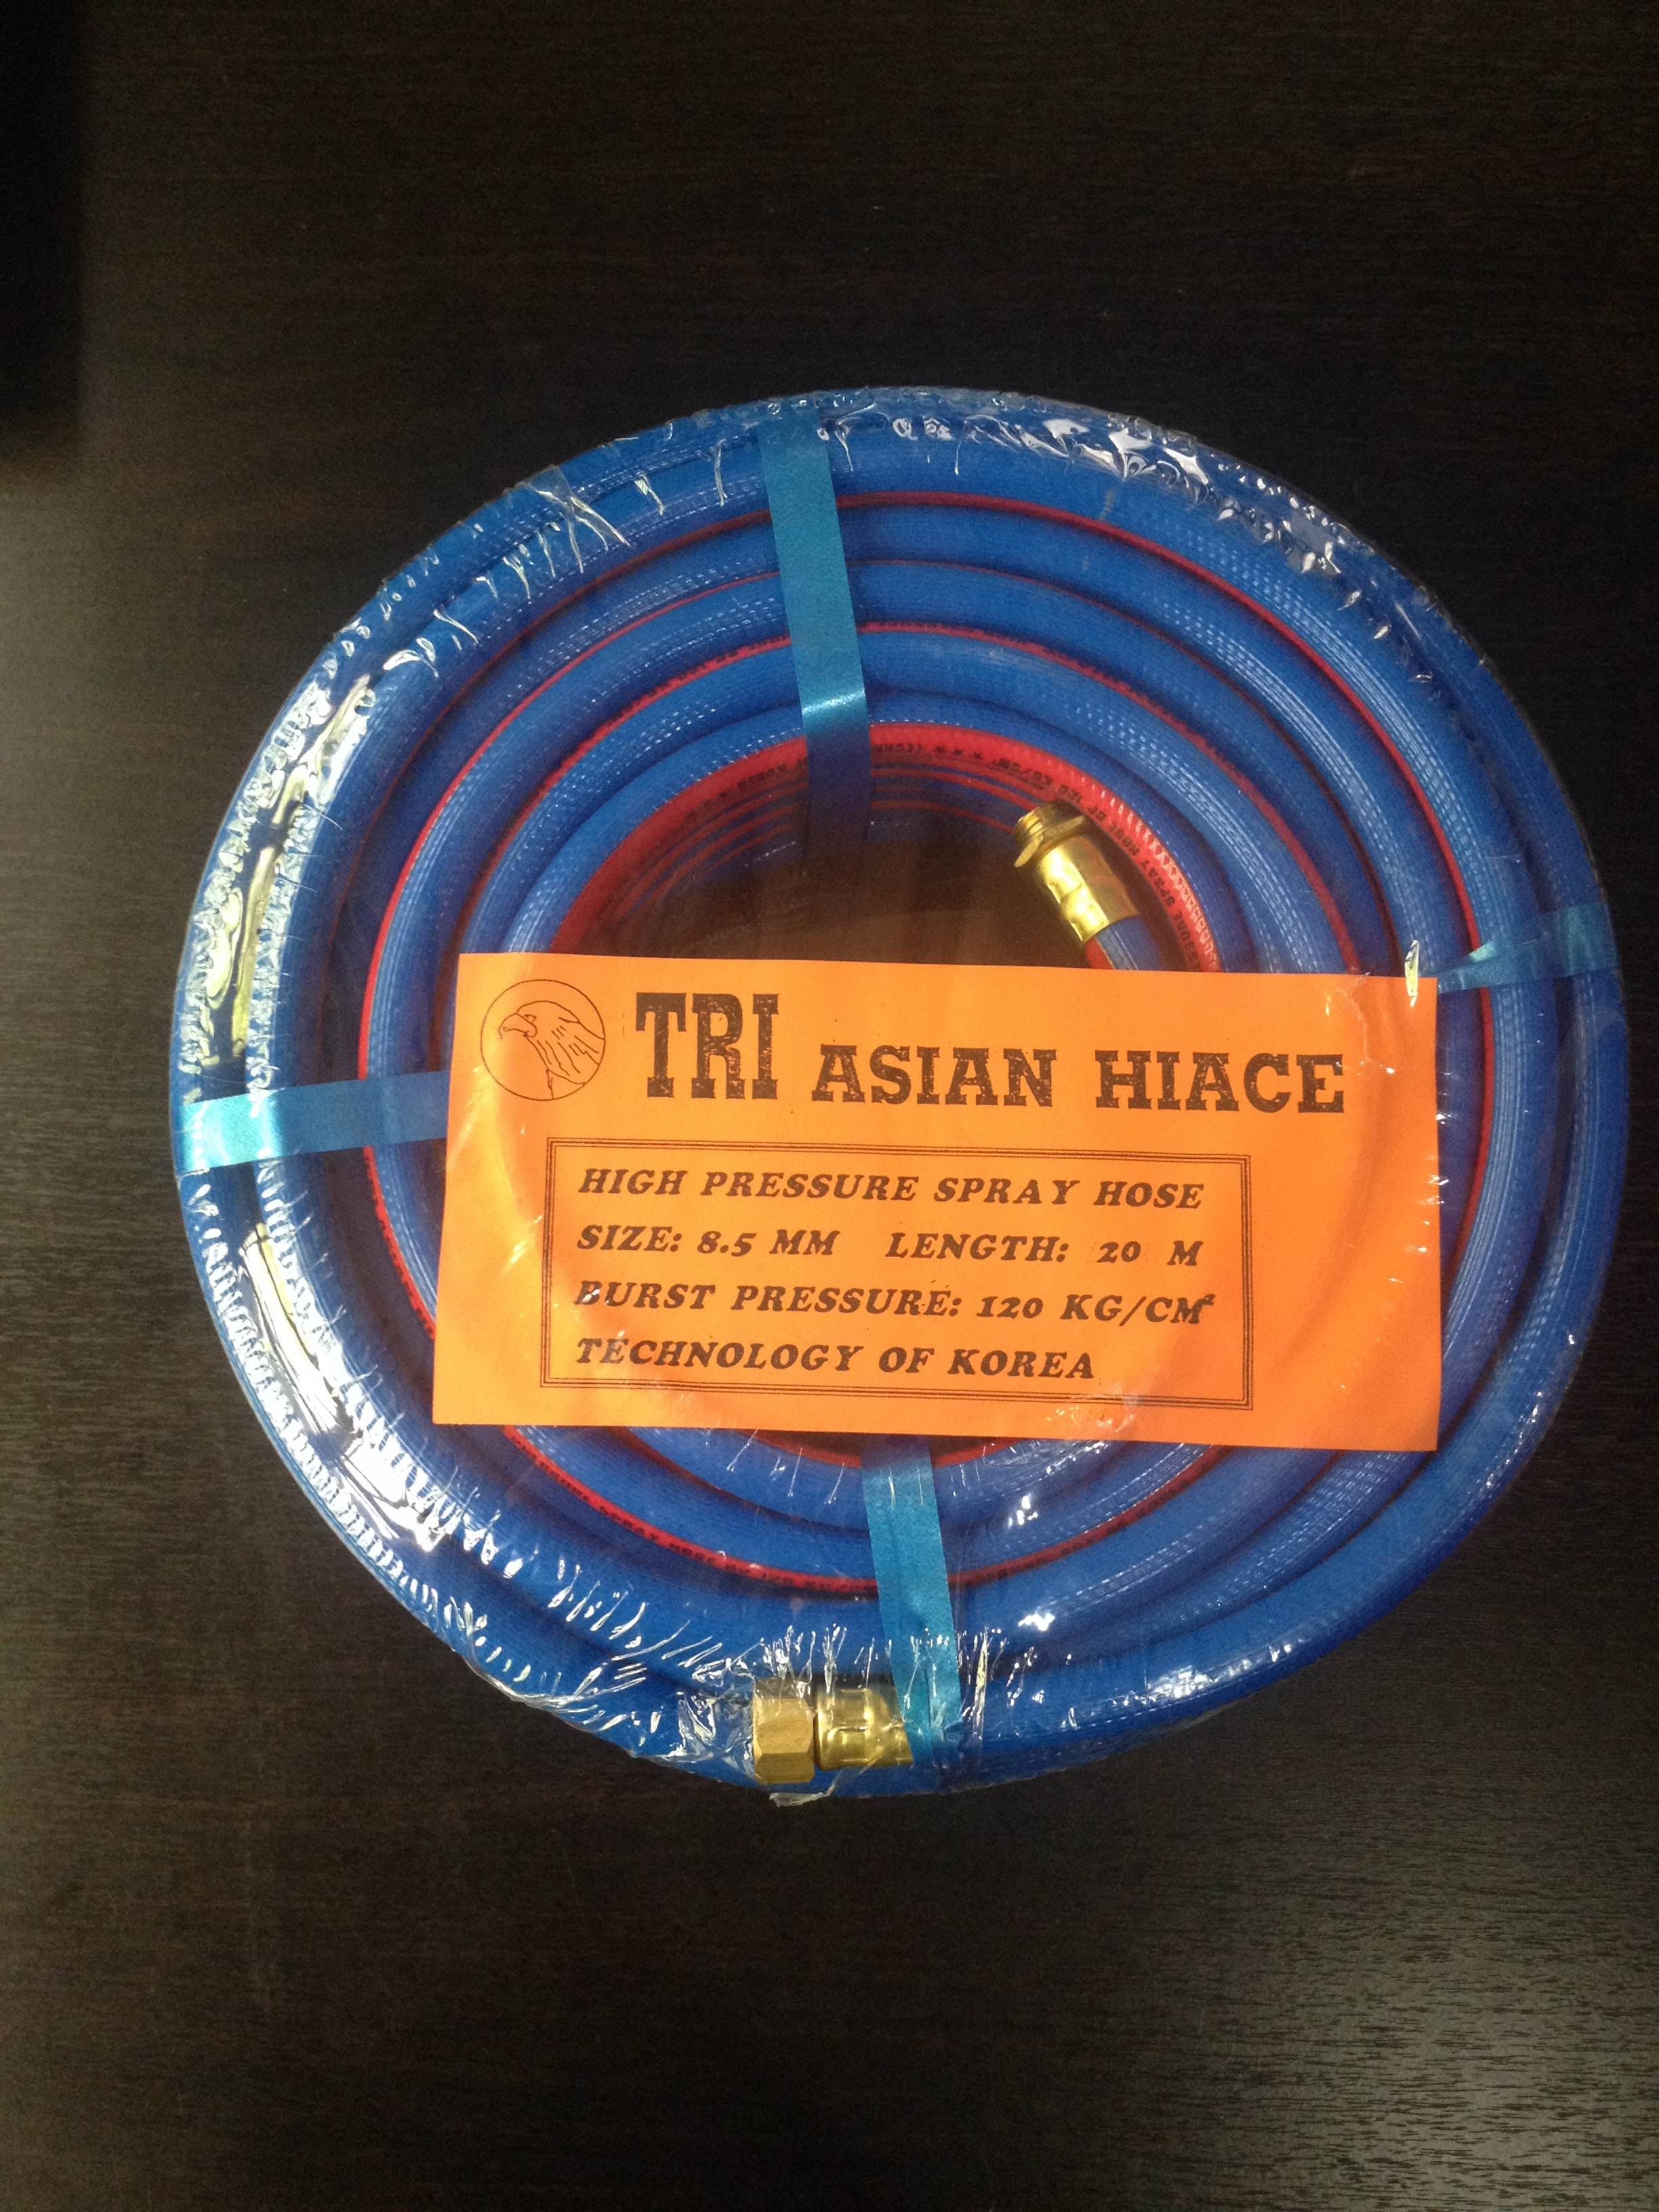 TRI ASIAN HIACE
HIGH PRESSURE SPRAY HOSE
SIZE: 8.5 MM LENGTH: 20 M
BURST PRESSURE: 120 KG/CM²
TECHNOLOGY OF KOREA